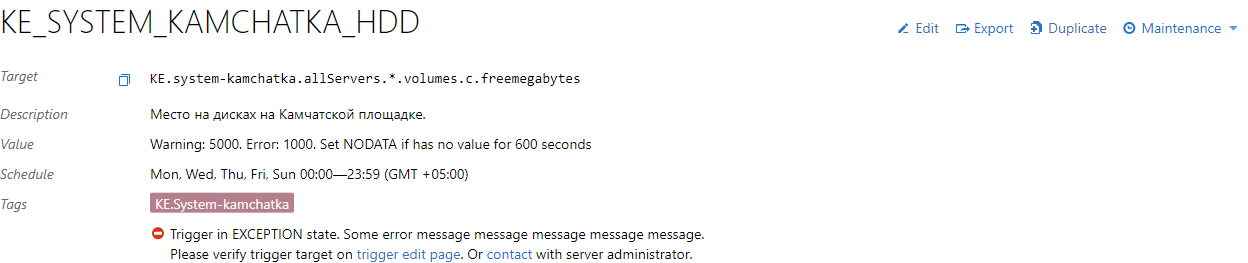 KE_SYSTEM_KAMCHATKA_HDD
Edit Export Duplicate Maintenance
Target KE.system-kamchatka.allServers.*.volumes.c.freemegabytes
Description Место на дисках на Камчатской площадке.
Value Warning: 5000. Error: 1000. Set NODATA if has no value for 600 seconds
Schedule Mon, Wed, Thu, Fri, Sun 00:00—23:59 (GMT +05:00)
Tags KE.System-kamchatka
Trigger in EXCEPTION state. Some error message message message message message.
Please verify trigger target on trigger edit page. Or contact with server administrator.